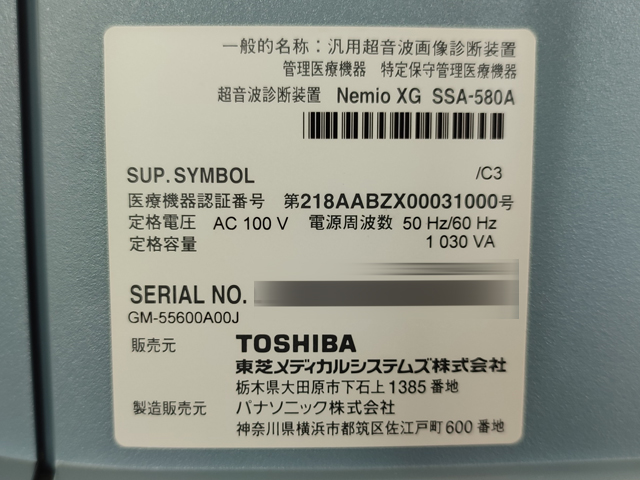 一般的名称：汎用超音波画像診断装置
管理医療機器　特定保守管理医療機器
超音波診断装置 Nemio XG SSA-580A
SUP. SYMBOL /C3
医療機器認証番号 第218AABZX00031000号
定格電圧 AC 100 V 電源周波数 50 Hz/60 Hz
定格容量 1 030 VA
SERIAL NO.
GM-55600A00J
販売元 TOSHIBA
東芝メディカルシステムズ株式会社
栃木県大田原市下石上1385番地
製造販売元 パナソニック株式会社
神奈川県横浜市都筑区佐江戸町600番地